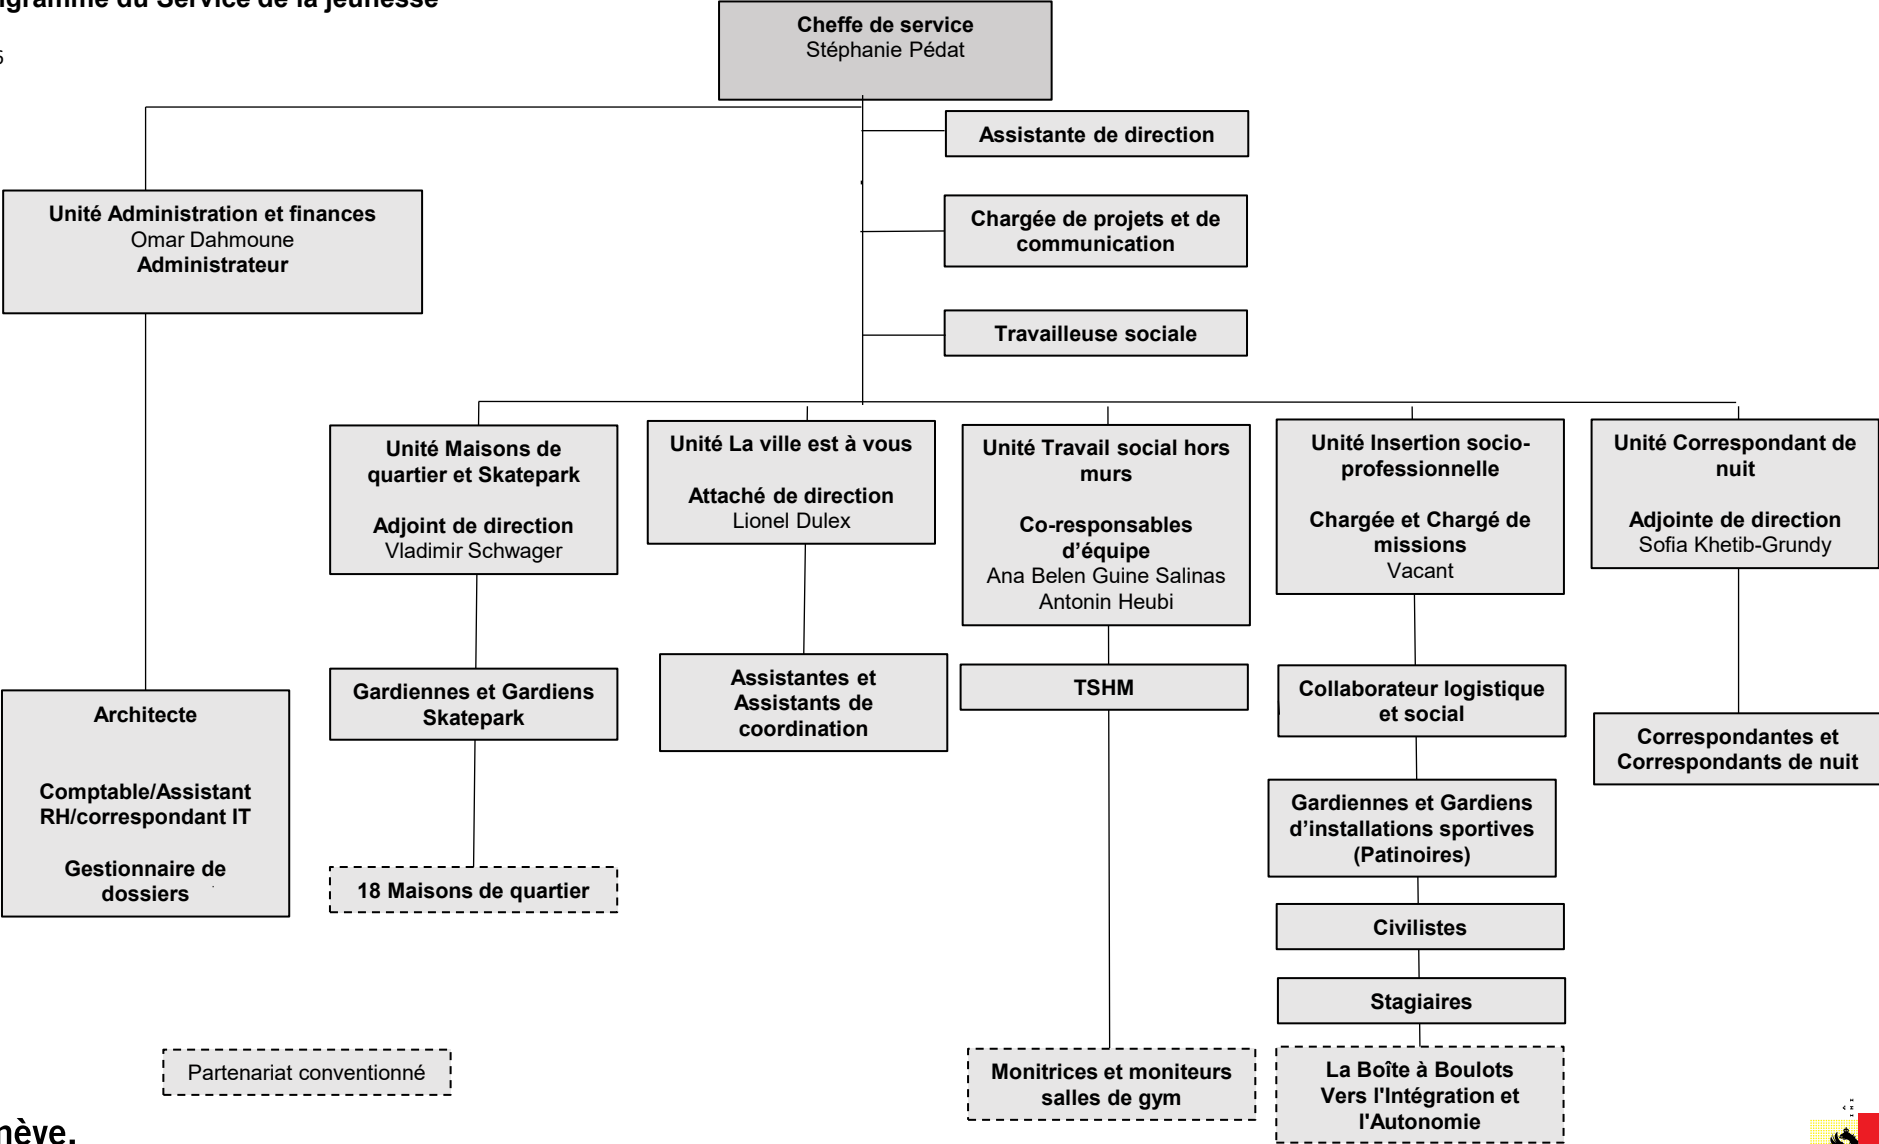 Organigramme du Service de la jeunesse
Cheffe de service
Stéphanie Pédat
Assistante de direction
Unité Administration et finances
Omar Dahmoune
Administrateur
Chargée de projets et de
communication
Travailleuse sociale
Unité Maisons de
quartier et Skatepark
Adjoint de direction
Vladimir Schwager
Unité La ville est à vous
Attaché de direction
Lionel Dulex
Unité Travail social hors
murs
Co-responsables
d’équipe
Ana Belen Guine Salinas
Antonin Heubi
Unité Insertion socio-
professionnelle
Chargée et Chargé de
missions
Vacant
Unité Correspondant de
nuit
Adjointe de direction
Sofia Khetib-Grundy
Architecte
Comptable/Assistant
RH/correspondant IT
Gestionnaire de
dossiers
Gardiennes et Gardiens
Skatepark
18 Maisons de quartier
Assistantes et
Assistants de
coordination
TSHM
Monitrices et moniteurs
salles de gym
Collaborateur logistique
et social
Gardiennes et Gardiens
d’installations sportives
(Patinoires)
Civilistes
Stagiaires
La Boîte à Boulots
Vers l'Intégration et
l'Autonomie
Correspondantes et
Correspondants de nuit
Partenariat conventionné